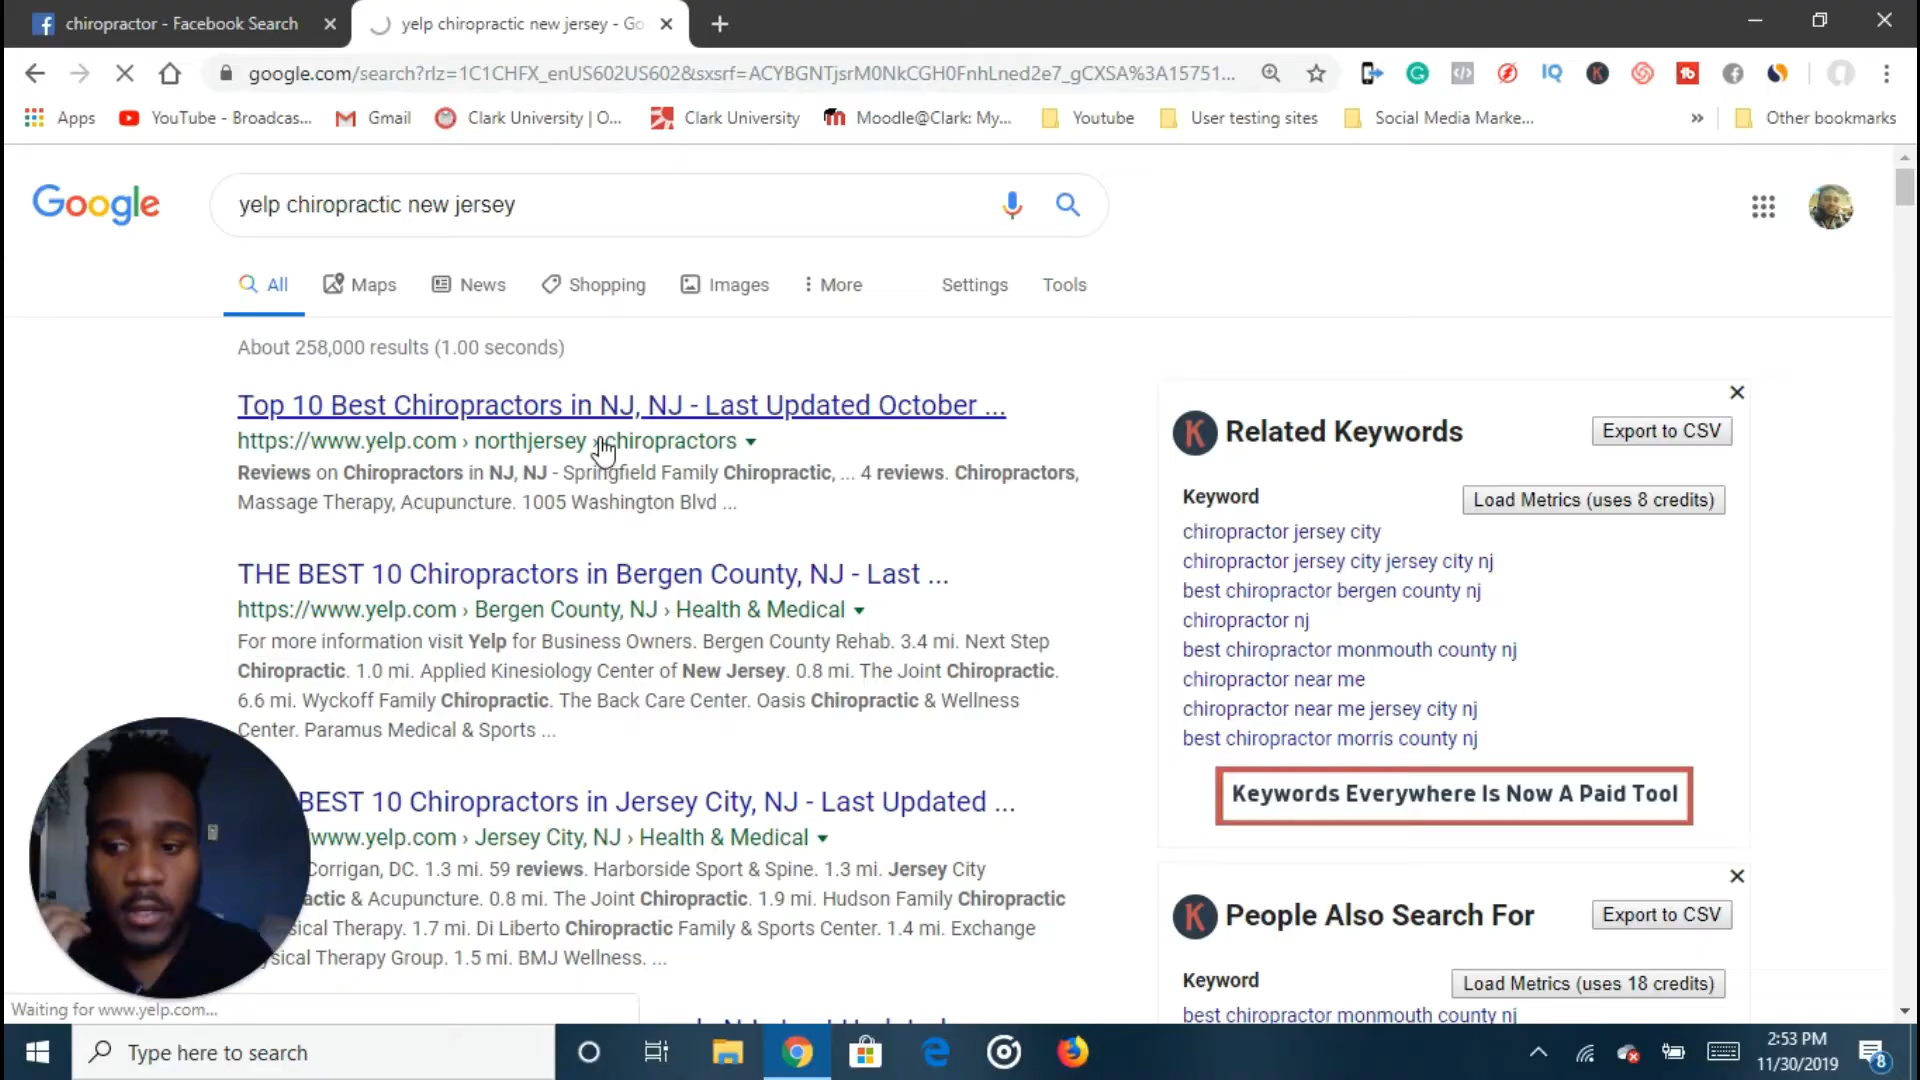 chiropractor - Facebook Search
yelp chiropractic new jersey - Go
google.com/search?rlz=1C1CHFX_enUS602US602&sxsrf=ACYBGNTjsrM0NkCGH0FnhLned2e7_gCXSA%3A15751...
Apps
YouTube - Broadcas...
Gmail
Clark University | O...
Clark University
Moodle@Clark: My...
Youtube
User testing sites
Social Media Marke...
»
Other bookmarks
Google
yelp chiropractic new jersey
All
Maps
News
Shopping
Images
More
Settings
Tools
About 258,000 results (1.00 seconds)
Top 10 Best Chiropractors in NJ, NJ - Last Updated October ...
https://www.yelp.com › northjersey › chiropractors
Reviews on Chiropractors in NJ, NJ - Springfield Family Chiropractic, ... 4 reviews. Chiropractors,
Massage Therapy, Acupuncture. 1005 Washington Blvd ...
THE BEST 10 Chiropractors in Bergen County, NJ - Last ...
https://www.yelp.com › Bergen County, NJ › Health & Medical
For more information visit Yelp for Business Owners. Bergen County Rehab. 3.4 mi. Next Step
Chiropractic. 1.0 mi. Applied Kinesiology Center of New Jersey. 0.8 mi. The Joint Chiropractic.
6.6 mi. Wyckoff Family Chiropractic. The Back Care Center. Oasis Chiropractic & Wellness
Center. Paramus Medical & Sports ...
BEST 10 Chiropractors in Jersey City, NJ - Last Updated ...
www.yelp.com › Jersey City, NJ › Health & Medical
Corrigan, DC. 1.3 mi. 59 reviews. Harborside Sport & Spine. 1.3 mi. Jersey City
actic & Acupuncture. 0.8 mi. The Joint Chiropractic. 1.9 mi. Hudson Family Chiropractic
sical Therapy. 1.7 mi. Di Liberto Chiropractic Family & Sports Center. 1.4 mi. Exchange
ysical Therapy Group. 1.5 mi. BMJ Wellness. ...
K Related Keywords
Export to CSV
Keyword
Load Metrics (uses 8 credits)
chiropractor jersey city
chiropractor jersey city jersey city nj
best chiropractor bergen county nj
chiropractor nj
best chiropractor monmouth county nj
chiropractor near me
chiropractor near me jersey city nj
best chiropractor morris county nj
Keywords Everywhere Is Now A Paid Tool
K People Also Search For
Export to CSV
Keyword
Load Metrics (uses 18 credits)
best chiropractor monmouth county nj
Waiting for www.yelp.com...
Type here to search
2:53 PM
11/30/2019
8